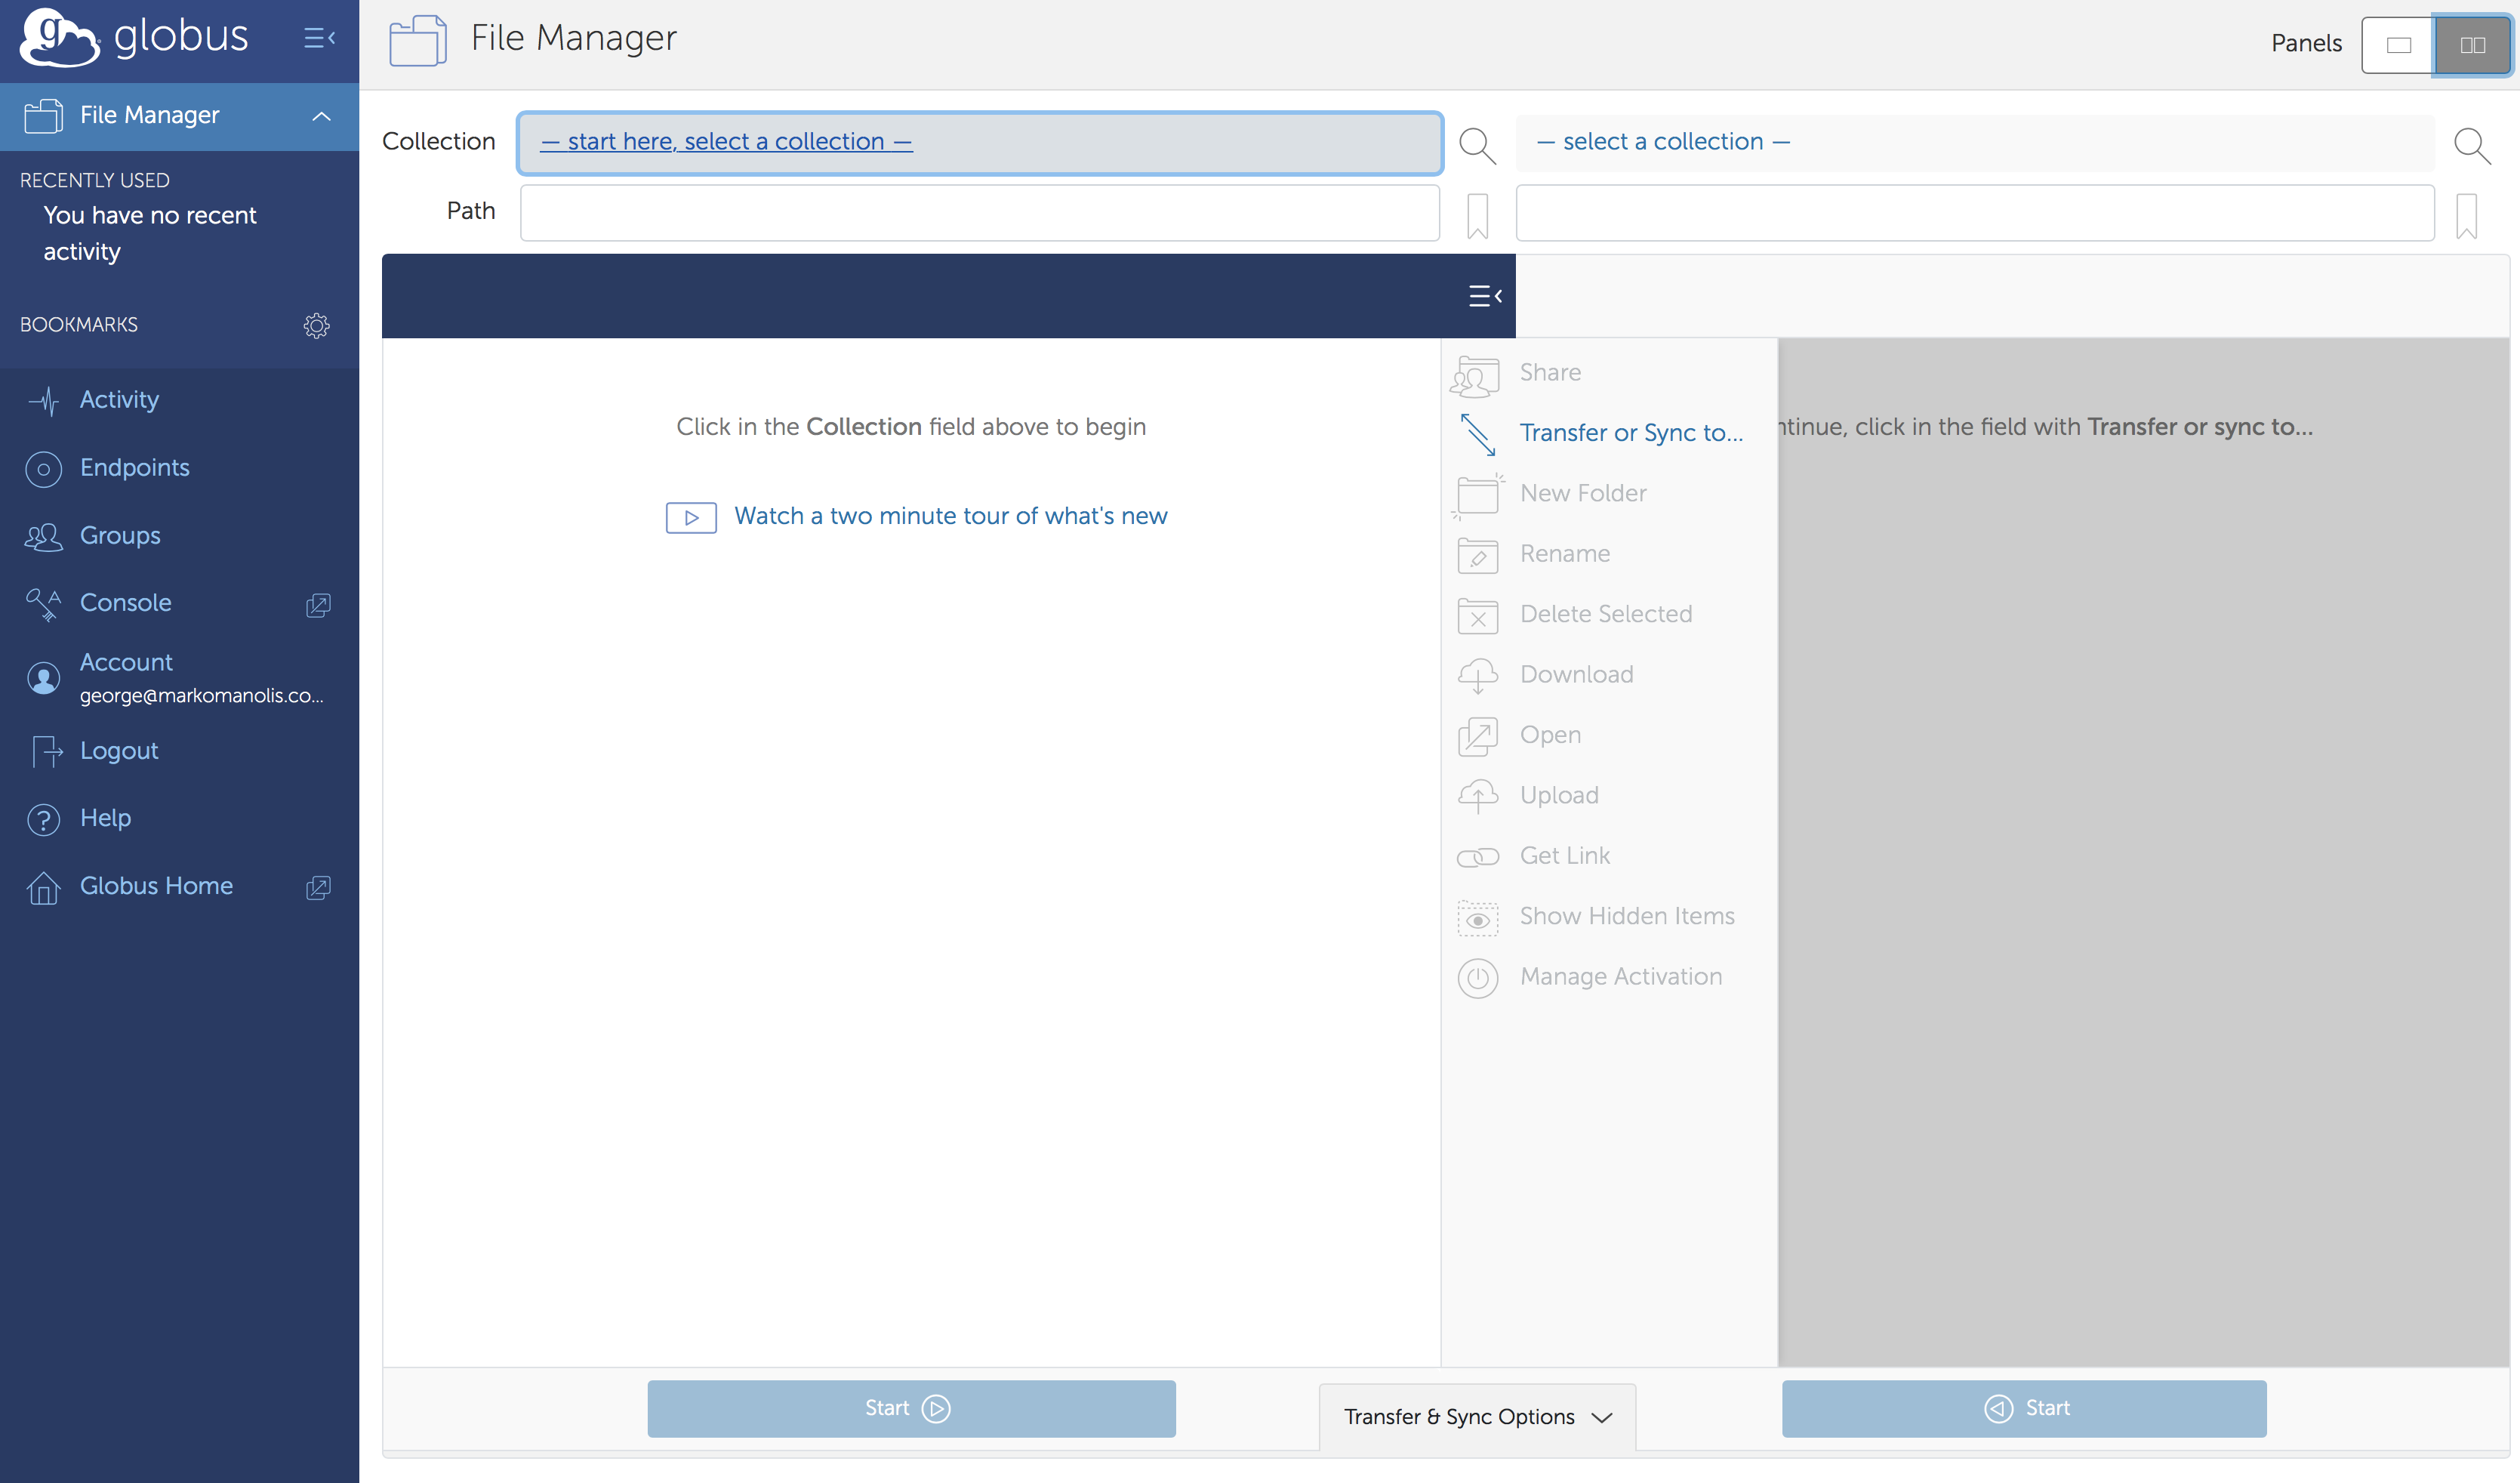 globus
File Manager
RECENTLY USED
You have no recent
activity
BOOKMARKS
Activity
Endpoints
Groups
Console
Account
george@markomanolis.co...
Logout
Help
Globus Home
File Manager
Panels
Collection
— start here, select a collection —
— select a collection —
Path
Click in the Collection field above to begin
Watch a two minute tour of what's new
Share
Transfer or Sync to...
New Folder
Rename
Delete Selected
Download
Open
Upload
Get Link
Show Hidden Items
Manage Activation
ntinue, click in the field with Transfer or sync to...
Start
Transfer & Sync Options
Start